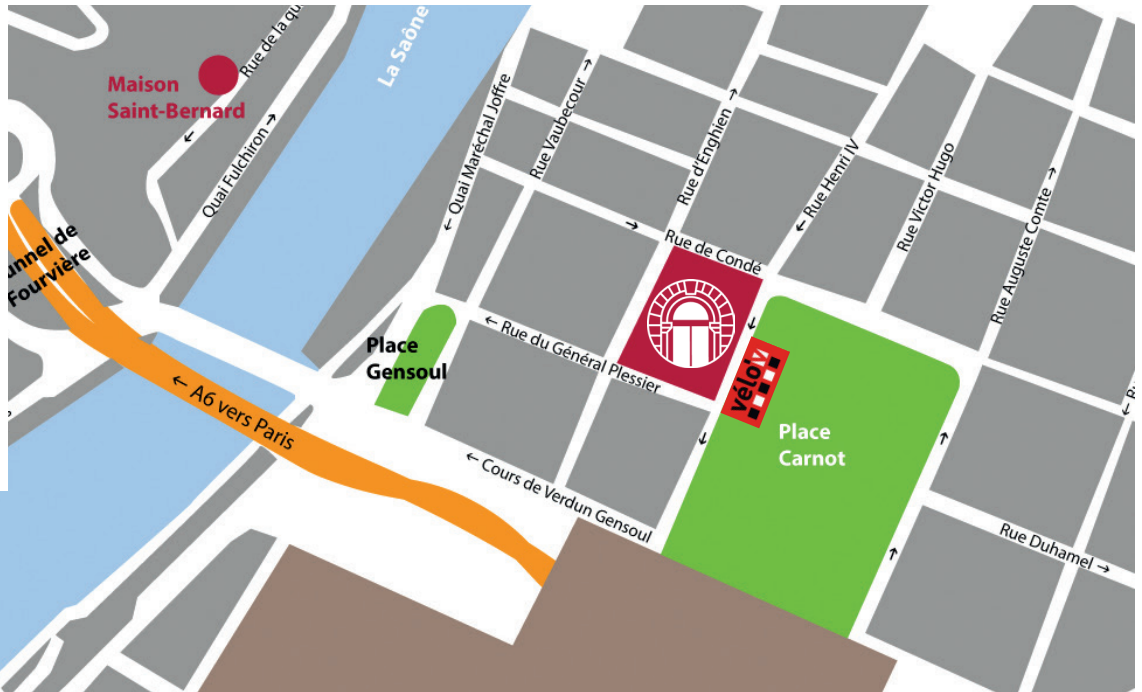 Rue de la qu
La Saône
Maison
Saint-Bernard
Quai Fulchiron →
← Quai Maréchal Joffre
Rue Vaubecour →
Rue d'Enghien →
← Rue Henri IV
Rue Victor Hugo
Rue Auguste Comte →
→ Rue de Condé
unnel de
Fourvière
Place
Gensoul
← Rue du Général Plessier
vélo'v
Place
Carnot
← A6 vers Paris
← Cours de Verdun Gensoul
Rue Duhamel →